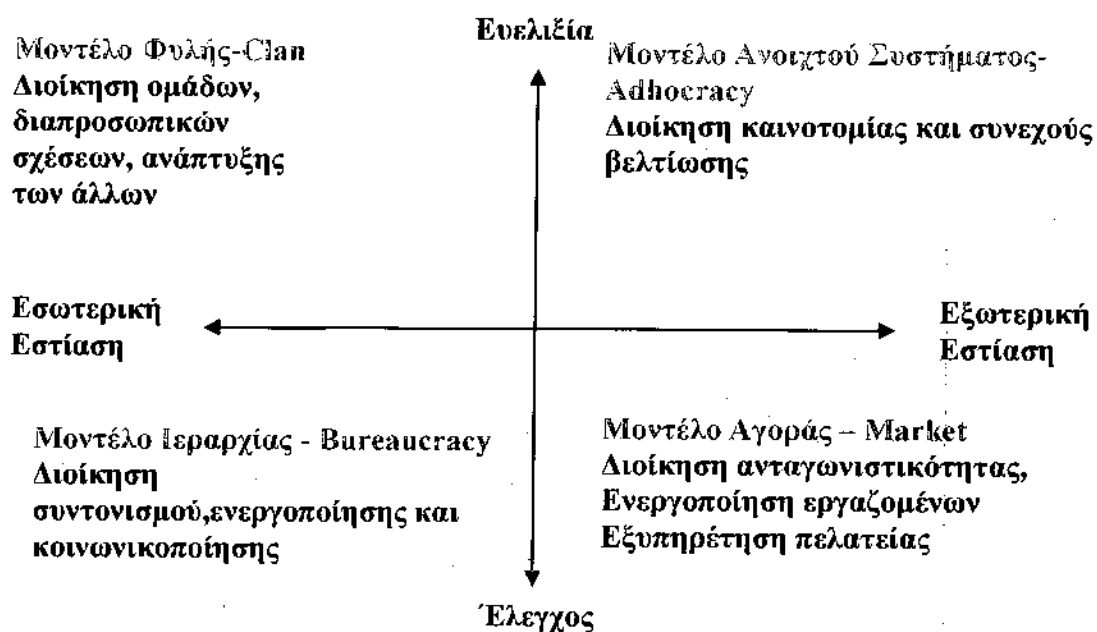 Ευελιξία
Μοντέλο Φυλής-Clan
Διοίκηση ομάδων,
διαπροσωπικών
σχέσεων, ανάπτυξης
των άλλων
Μοντέλο Ανοιχτού Συστήματος-
Adhocracy
Διοίκηση καινοτομίας και συνεχούς
βελτίωσης
Εσωτερική
Εστίαση
Εξωτερική
Εστίαση
Μοντέλο Ιεραρχίας - Bureaucracy
Διοίκηση
συντονισμού,ενεργοποίησης και
κοινωνικοποίησης
Μοντέλο Αγοράς – Market
Διοίκηση ανταγωνιστικότητας,
Ενεργοποίηση εργαζομένων
Εξυπηρέτηση πελατείας
Έλεγχος